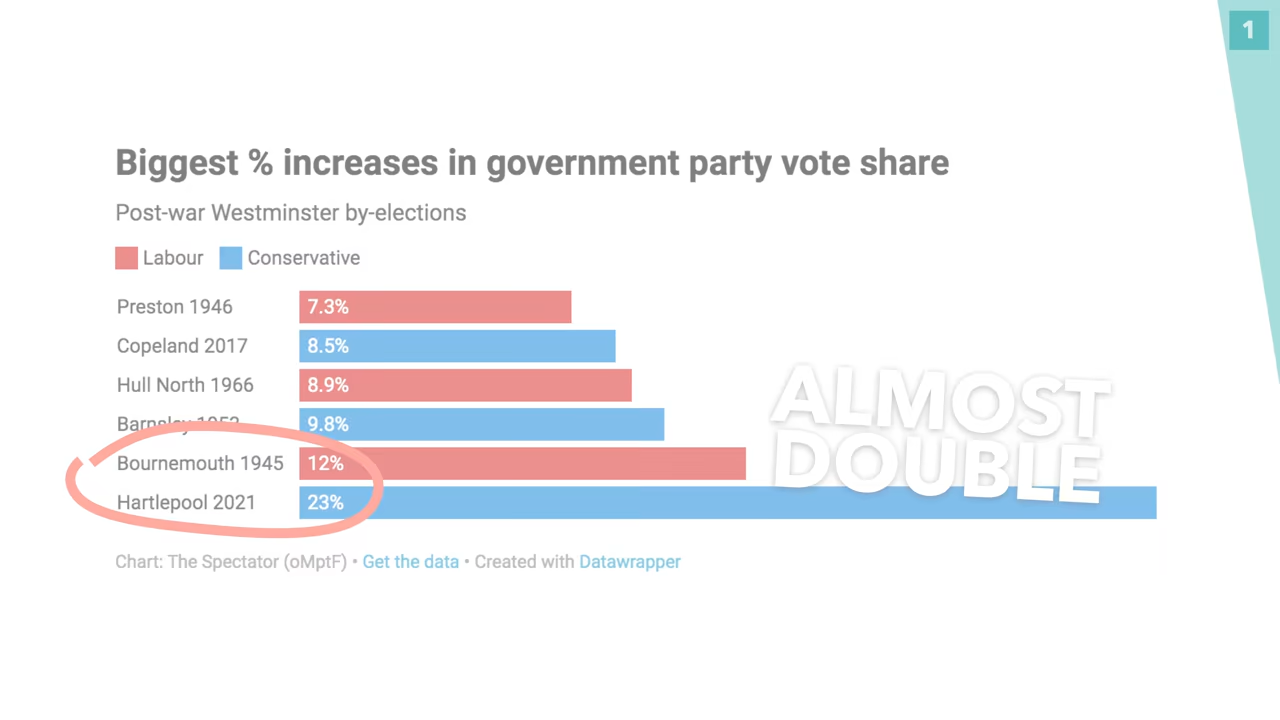 1
Biggest % increases in government party vote share
Post-war Westminster by-elections
Labour Conservative
Preston 1946 7.3%
Copeland 2017 8.5%
Hull North 1966 8.9%
Barnsley 1953 9.8%
Bournemouth 1945 12%
Hartlepool 2021 23%
ALMOST
DOUBLE
Chart: The Spectator (oMptF) • Get the data • Created with Datawrapper